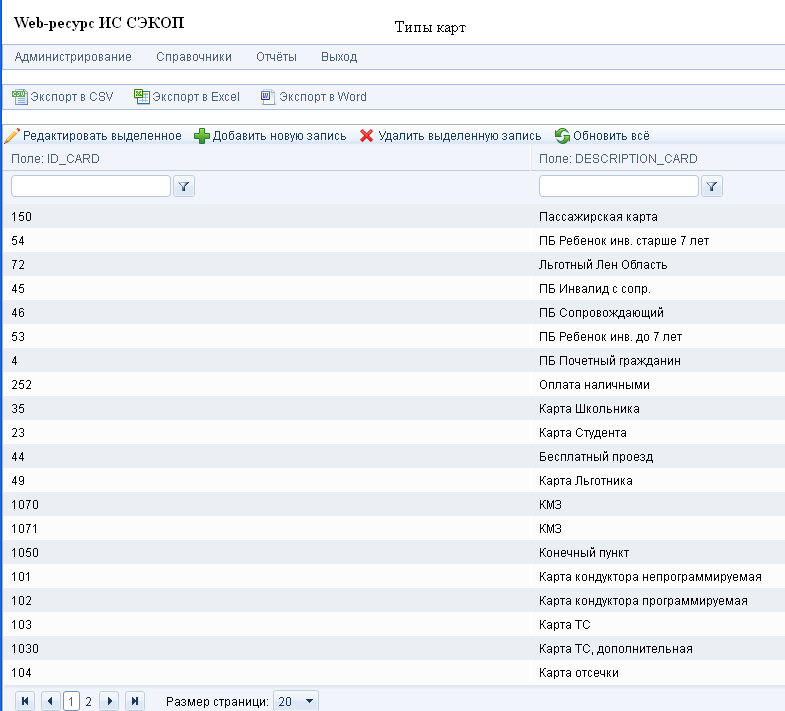 Web-ресурс ИС СЭКОП
Типы карт
Администрирование Справочники Отчёты Выход
Экспорт в CSV Экспорт в Excel Экспорт в Word
Редактировать выделенное Добавить новую запись Удалить выделенную запись Обновить всё
Поле: ID_CARD Поле: DESCRIPTION_CARD
150 Пассажирская карта
54 ПБ Ребенок инв. старше 7 лет
72 Льготный Лен Область
45 ПБ Инвалид с сопр.
46 ПБ Сопровождающий
53 ПБ Ребенок инв. до 7 лет
4 ПБ Почетный гражданин
252 Оплата наличными
35 Карта Школьника
23 Карта Студента
44 Бесплатный проезд
49 Карта Льготника
1070 КМЗ
1071 КМЗ
1050 Конечный пункт
101 Карта кондуктора непрограммируемая
102 Карта кондуктора программируемая
103 Карта ТС
1030 Карта ТС, дополнительная
104 Карта отсечки
1 2 Размер страници: 20